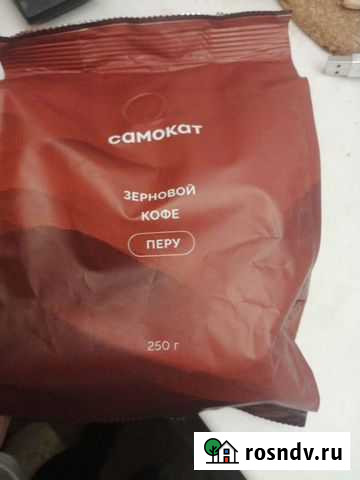 самокат
ЗЕРНОВОЙ
КОФЕ
ПЕРУ
250 г
rosndv.ru